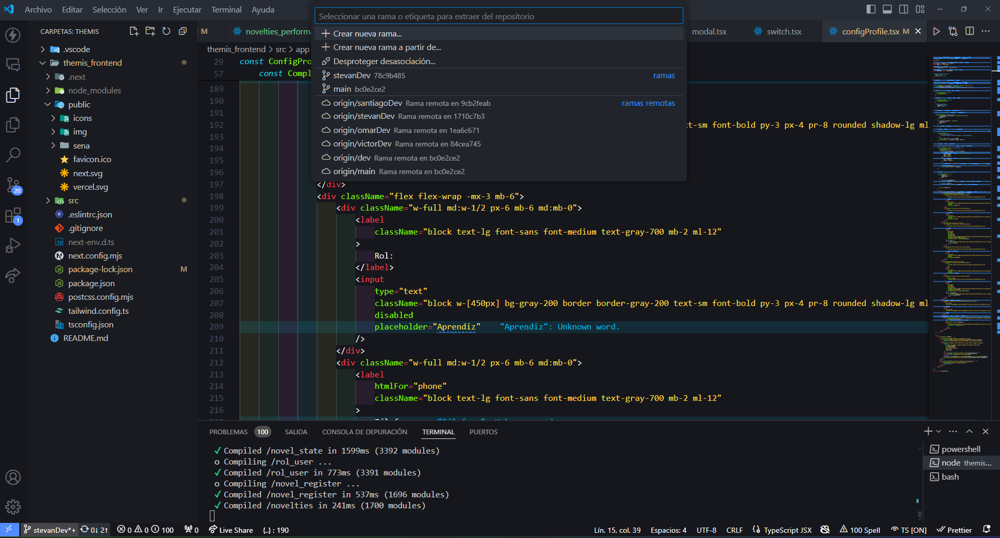 Archivo Editar Selección Ver Ir Ejecutar Terminal Ayuda
Seleccionar una rama o etiqueta para extraer del repositorio
Crear nueva rama...
Crear nueva rama a partir de...
Desproteger desasociación...
stevanDev 78c9b485 ramas
main bc0e2ce2
origin/santiagoDev Rama remota en 9cb2feab ramas remotas
origin/stevanDev Rama remota en 1710c7b3
origin/omarDev Rama remota en 1ea6c671
origin/victorDev Rama remota en 84cea745
origin/dev Rama remota en bc0e2ce2
origin/main Rama remota en bc0e2ce2
CARPETAS: THEMIS
.vscode
themis_frontend
.next
node_modules
public
icons
img
sena
favicon.ico
next.svg
vercel.svg
src
.eslintrc.json
.gitignore
next-env.d.ts
next.config.mjs
package-lock.json M
package.json
postcss.config.mjs
tailwind.config.ts
tsconfig.json
README.md
20
1
M novelties_performa modal.tsx switch.tsx configProfile.tsx M
themis_frontend > src > app
29 const ConfigPro
57 const Compl
189
190
191
192 xt-sm font-bold py-3 px-4 pr-8 rounded shadow-lg ml
193
194
195
196
197 </div>
198 <div className="flex flex-wrap -mx-3 mb-6">
199 <div className="w-full md:w-1/2 px-6 mb-6 md:mb-0">
200 <label
201 className="block text-lg font-sans font-medium text-gray-700 mb-2 ml-12"
202 >
203 Rol:
204 </label>
205 <input
206 type="text"
207 className="block w-[450px] bg-gray-200 border border-gray-200 text-sm font-bold py-3 px-4 pr-8 rounded shadow-lg ml
208 disabled
209 placeholder="Aprendiz" "Aprendiz": Unknown word.
210 />
211 </div>
212 <div className="w-full md:w-1/2 px-6 mb-6 md:mb-0">
213 <label
214 htmlFor="phone"
215 className="block text-lg font-sans font-medium text-gray-700 mb-2 ml-12"
216 >
PROBLEMAS 100 SALIDA CONSOLA DE DEPURACIÓN TERMINAL PUERTOS
✓ Compiled /novel_state in 1599ms (3392 modules)
o Compiling /rol_user ...
✓ Compiled /rol_user in 773ms (3391 modules)
o Compiling /novel_register ...
✓ Compiled /novel_register in 537ms (1696 modules)
✓ Compiled /novelties in 241ms (1700 modules)
powershell
node themis...
bash
stevanDev*+ 0↓ 2↑ 0 0 100 0 Live Share {..} : 190 Lín. 15, col. 39 Espacios: 4 UTF-8 CRLF {} TypeScript JSX 100 Spell TS [ON] Prettier